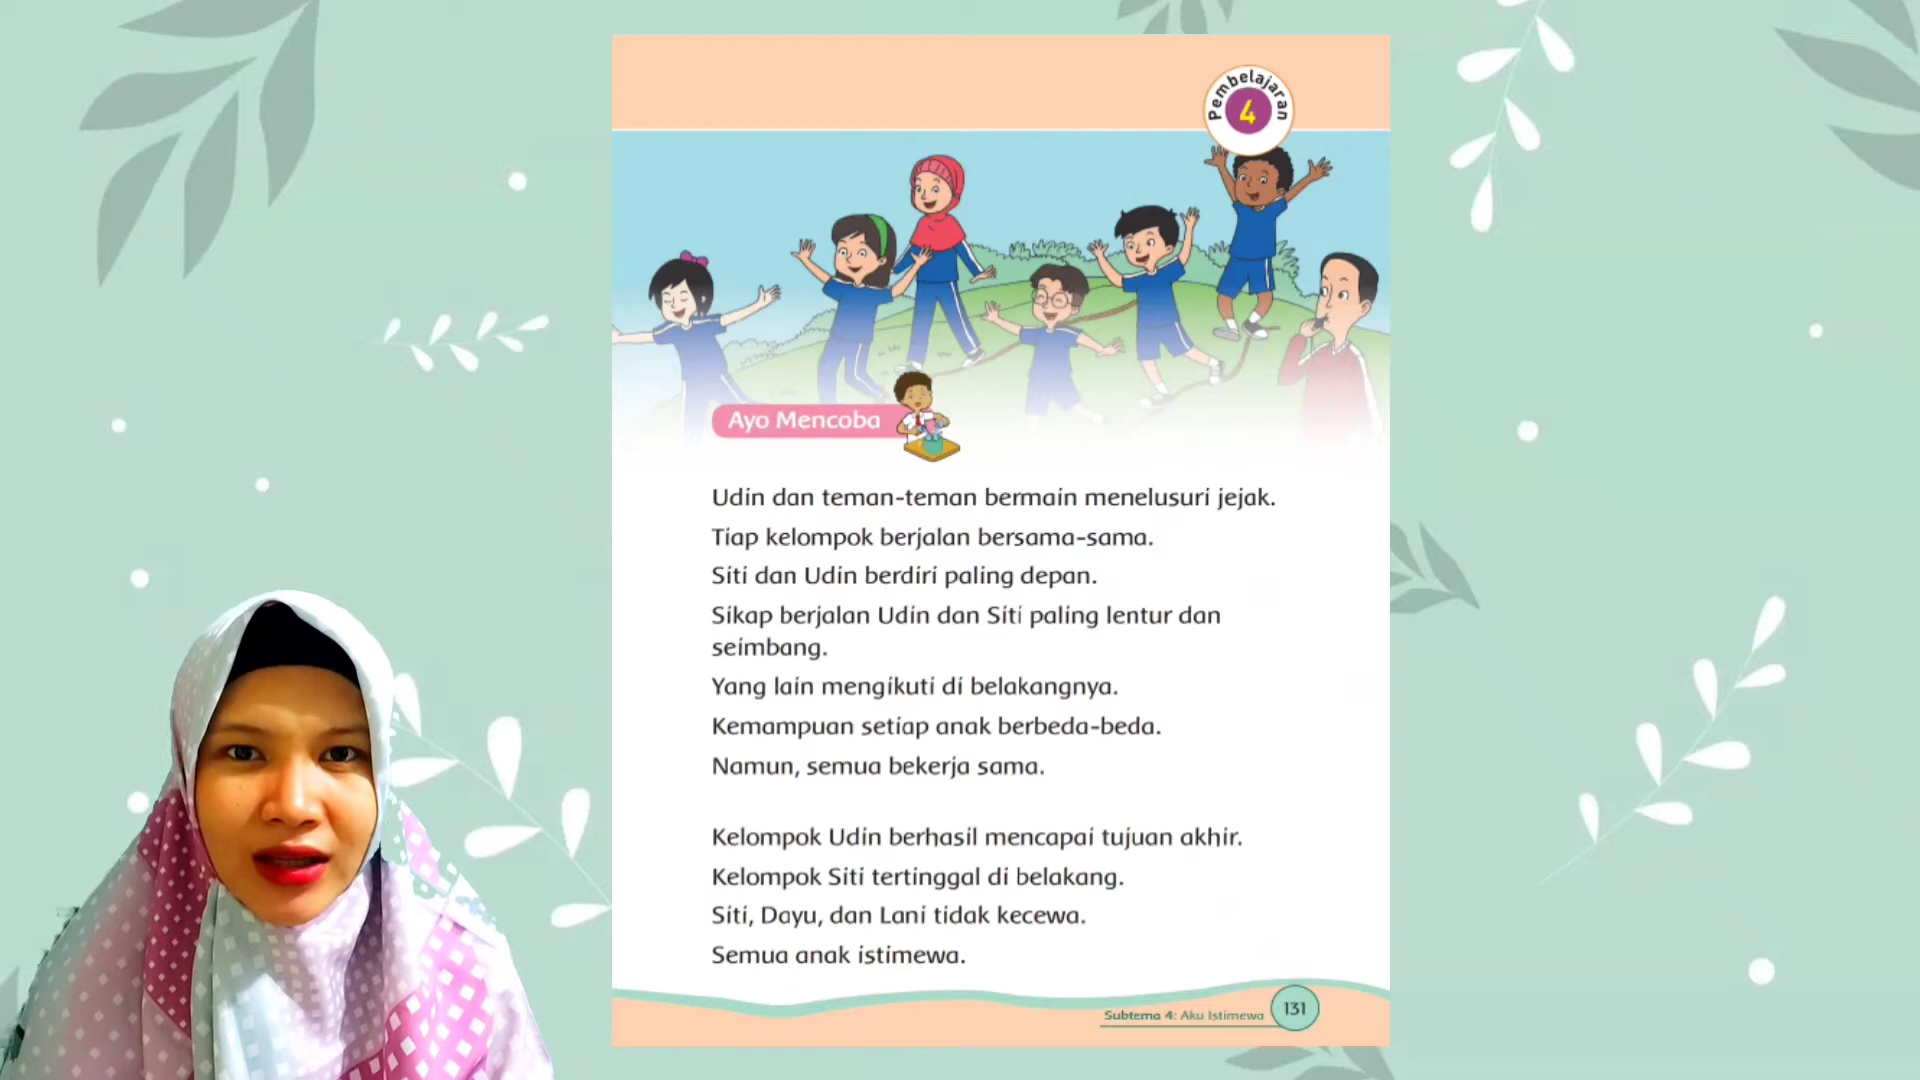 Pembelajaran
4
Ayo Mencoba
Udin dan teman-teman bermain menelusuri jejak.
Tiap kelompok berjalan bersama-sama.
Siti dan Udin berdiri paling depan.
Sikap berjalan Udin dan Siti paling lentur dan
seimbang.
Yang lain mengikuti di belakangnya.
Kemampuan setiap anak berbeda-beda.
Namun, semua bekerja sama.
Kelompok Udin berhasil mencapai tujuan akhir.
Kelompok Siti tertinggal di belakang.
Siti, Dayu, dan Lani tidak kecewa.
Semua anak istimewa.
Subtema 4: Aku Istimewa
131